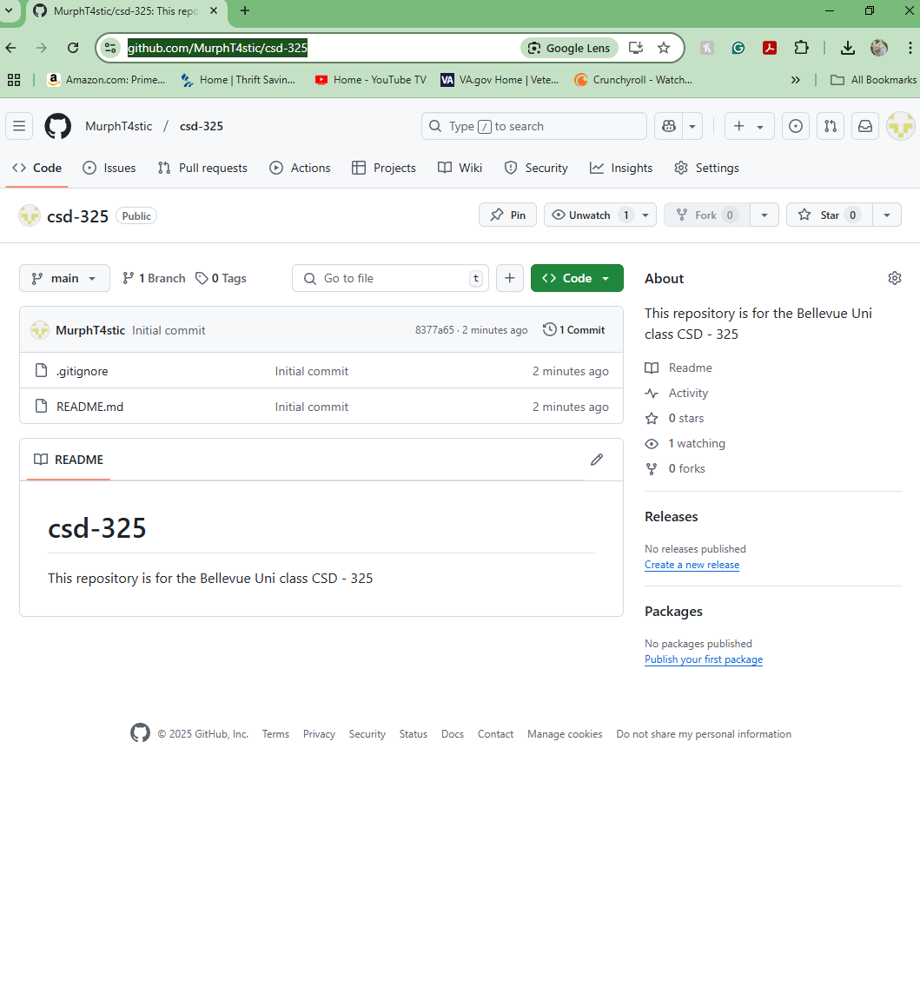 MurphT4stic/csd-325: This repo
github.com/MurphT4stic/csd-325
Google Lens
Amazon.com: Prime...
Home | Thrift Savin...
Home - YouTube TV
VA
VA.gov Home | Vete...
Crunchyroll - Watch...
»
All Bookmarks
MurphT4stic / csd-325
Type / to search
Code
Issues
Pull requests
Actions
Projects
Wiki
Security
Insights
Settings
csd-325 Public
Pin
Unwatch 1
Fork 0
Star 0
main
1 Branch
0 Tags
Go to file t
Code
MurphT4stic Initial commit 8377a65 · 2 minutes ago 1 Commit
.gitignore Initial commit 2 minutes ago
README.md Initial commit 2 minutes ago
README
csd-325
This repository is for the Bellevue Uni class CSD - 325
About
This repository is for the Bellevue Uni
class CSD - 325
Readme
Activity
0 stars
1 watching
0 forks
Releases
No releases published
Create a new release
Packages
No packages published
Publish your first package
© 2025 GitHub, Inc. Terms Privacy Security Status Docs Contact Manage cookies Do not share my personal information